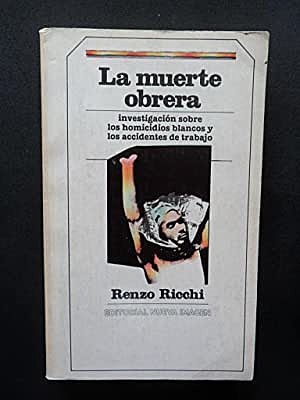 La muerte
obrera
investigación sobre
los homicidios blancos y
los accidentes de trabajo
Renzo Ricchi
EDITORIAL NUEVA IMAGEN